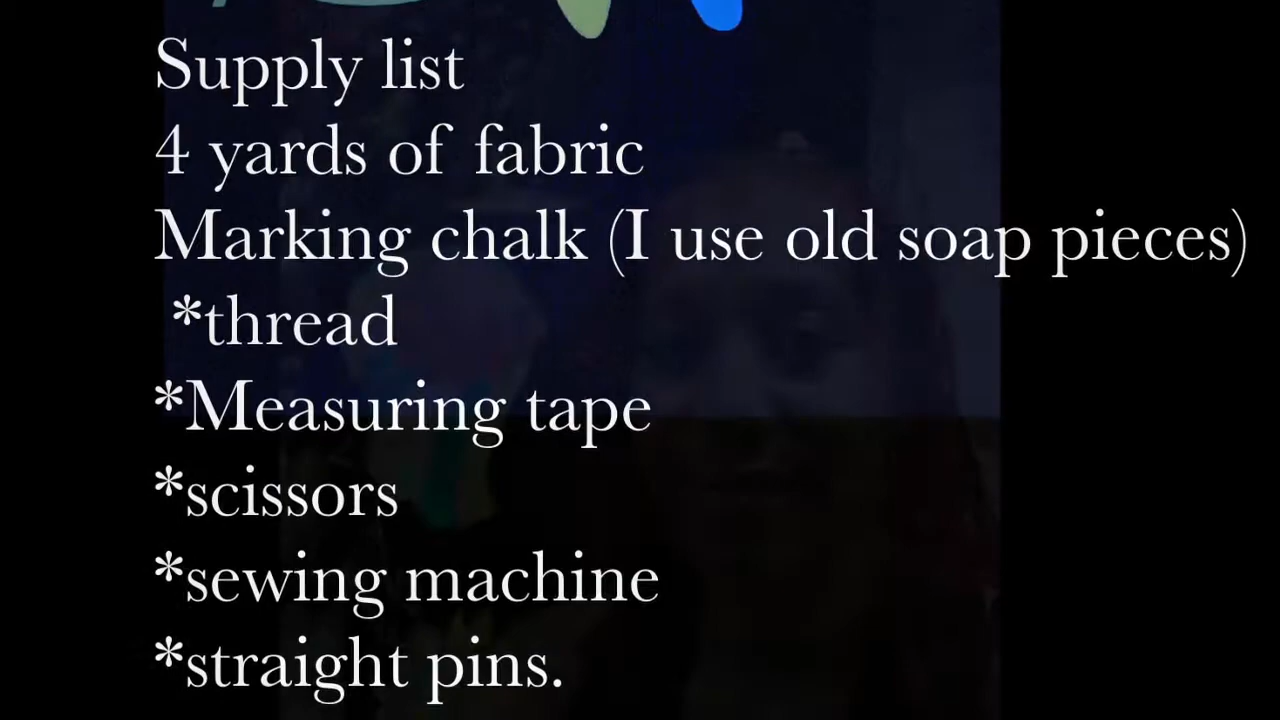 Supply list
4 yards of fabric
Marking chalk (I use old soap pieces)
*thread
*Measuring tape
*scissors
*sewing machine
*straight pins.